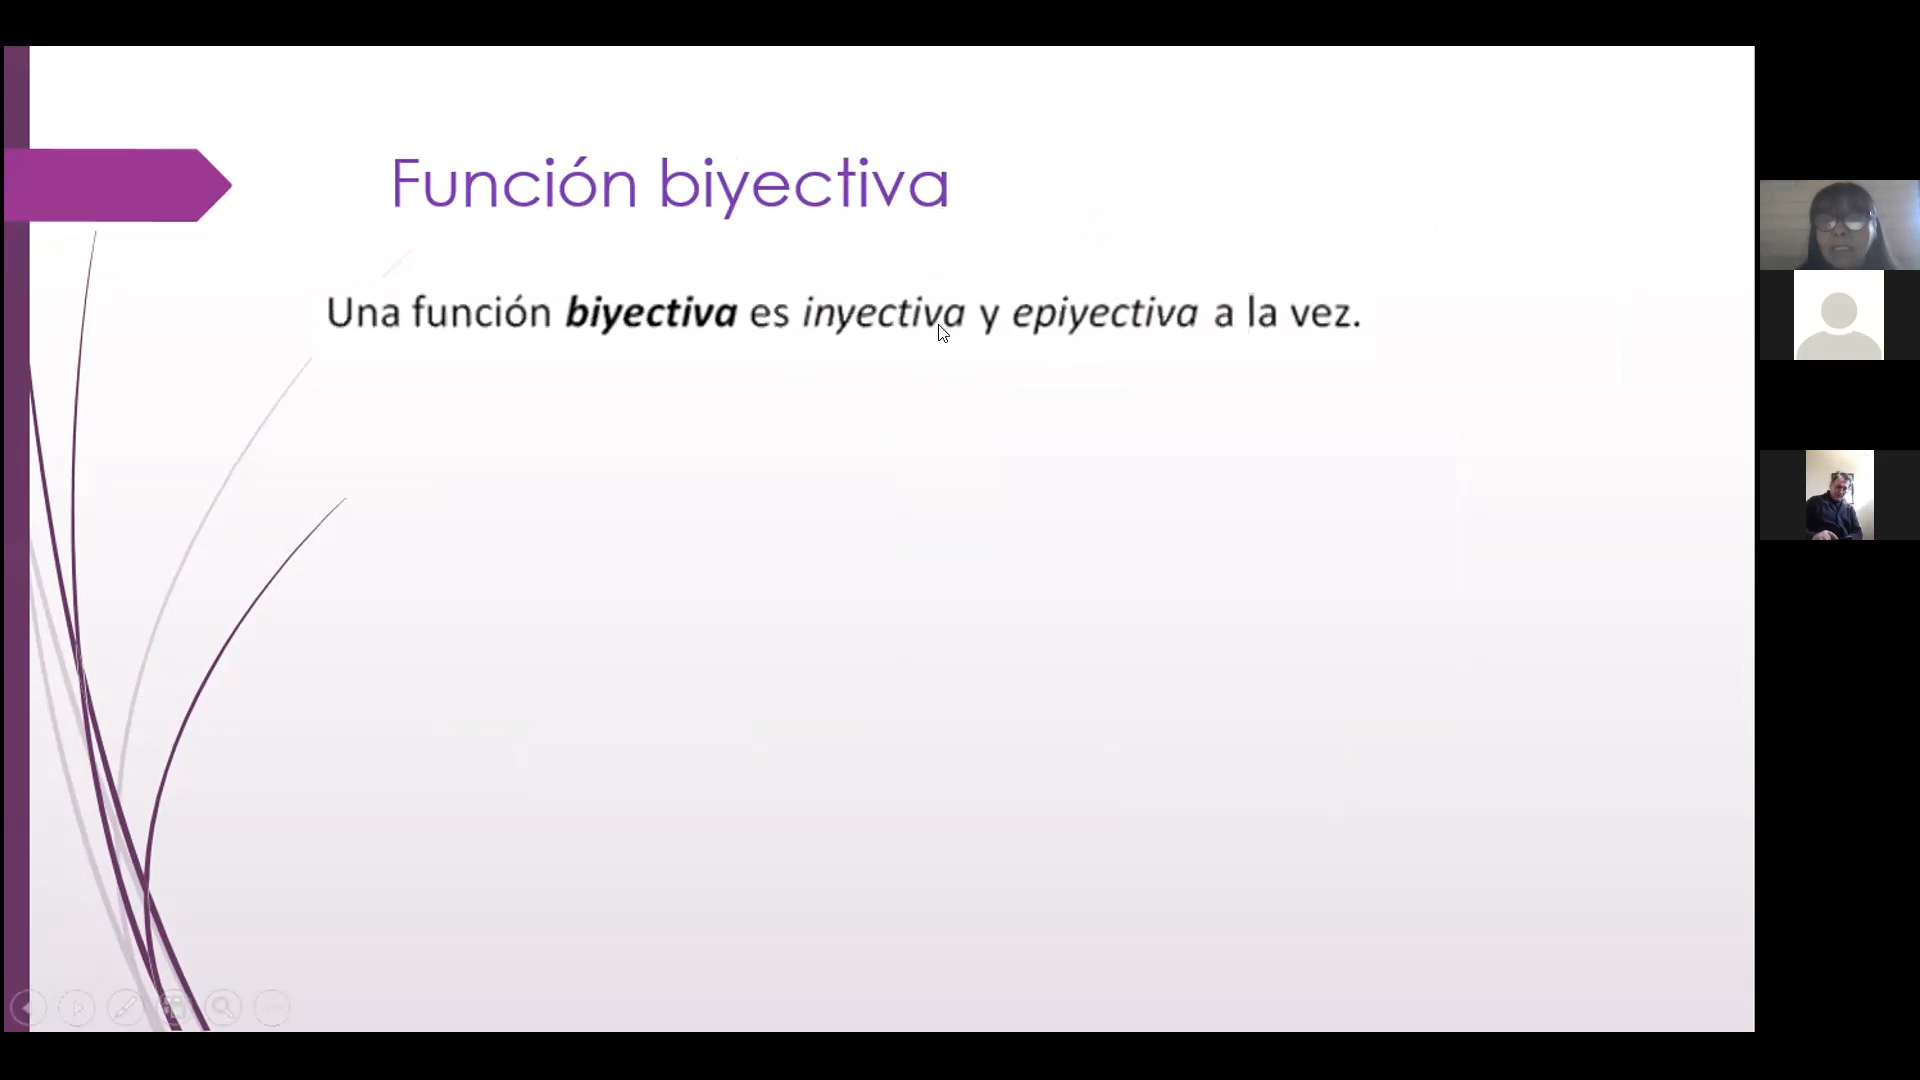 Función biyectiva
Una función biyectiva es inyectiva y epiyectiva a la vez.